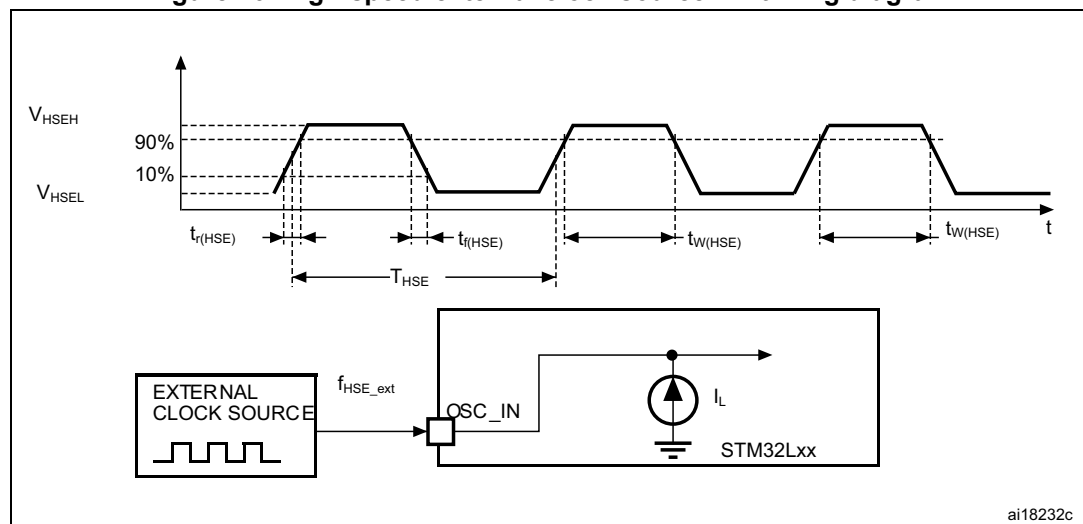 V_HSEH
90%
10%
V_HSEL
t_r(HSE)
t_f(HSE)
t_W(HSE)
t_W(HSE)
t
T_HSE
EXTERNAL
CLOCK SOURCE
f_HSE_ext
OSC_IN
I_L
STM32Lxx
ai18232c